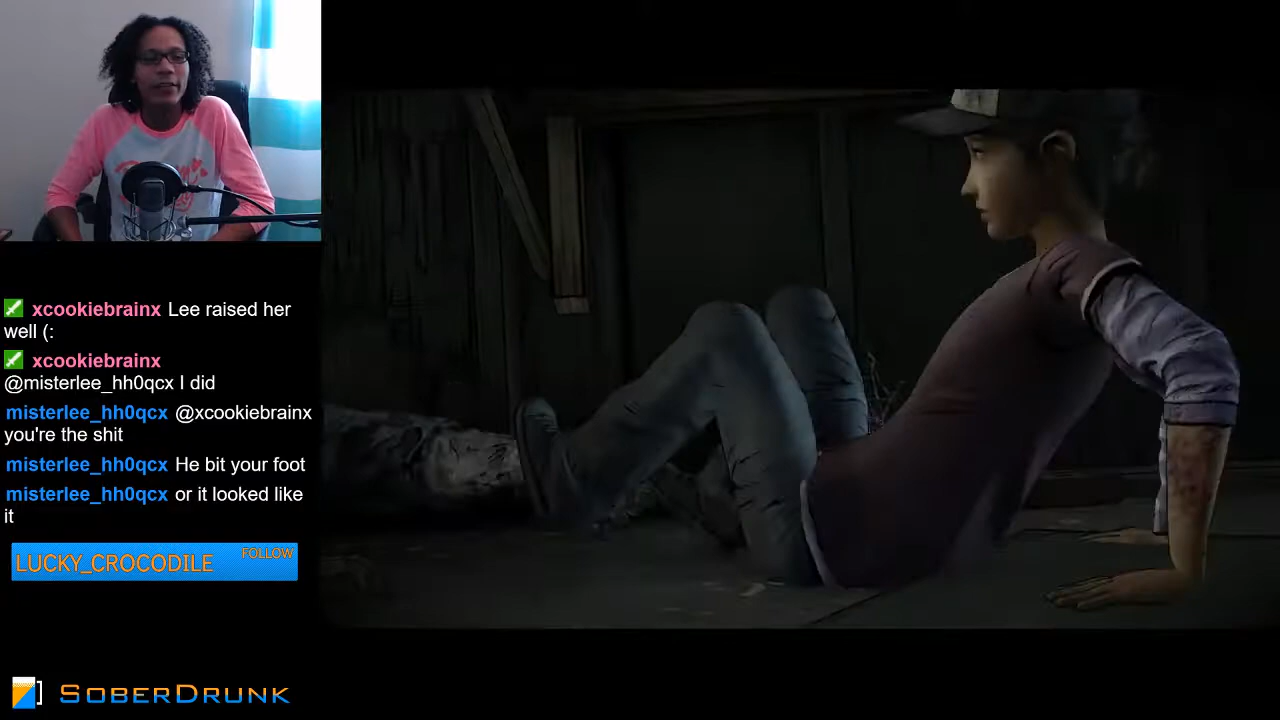 xcookiebrainx Lee raised her
well (:
xcookiebrainx
@misterlee_hh0qcx I did
misterlee_hh0qcx @xcookiebrainx
you're the shit
misterlee_hh0qcx He bit your foot
misterlee_hh0qcx or it looked like
it
LUCKY_CROCODILE FOLLOW
SOBERDRUNK